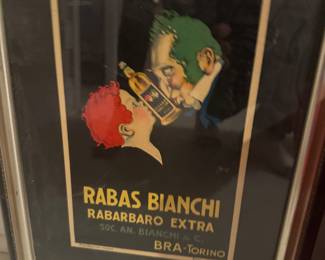 RABAS BIANCHI
RABARBARO EXTRA
SOC. AN. BIANCHI & C.
BRA-TORINO